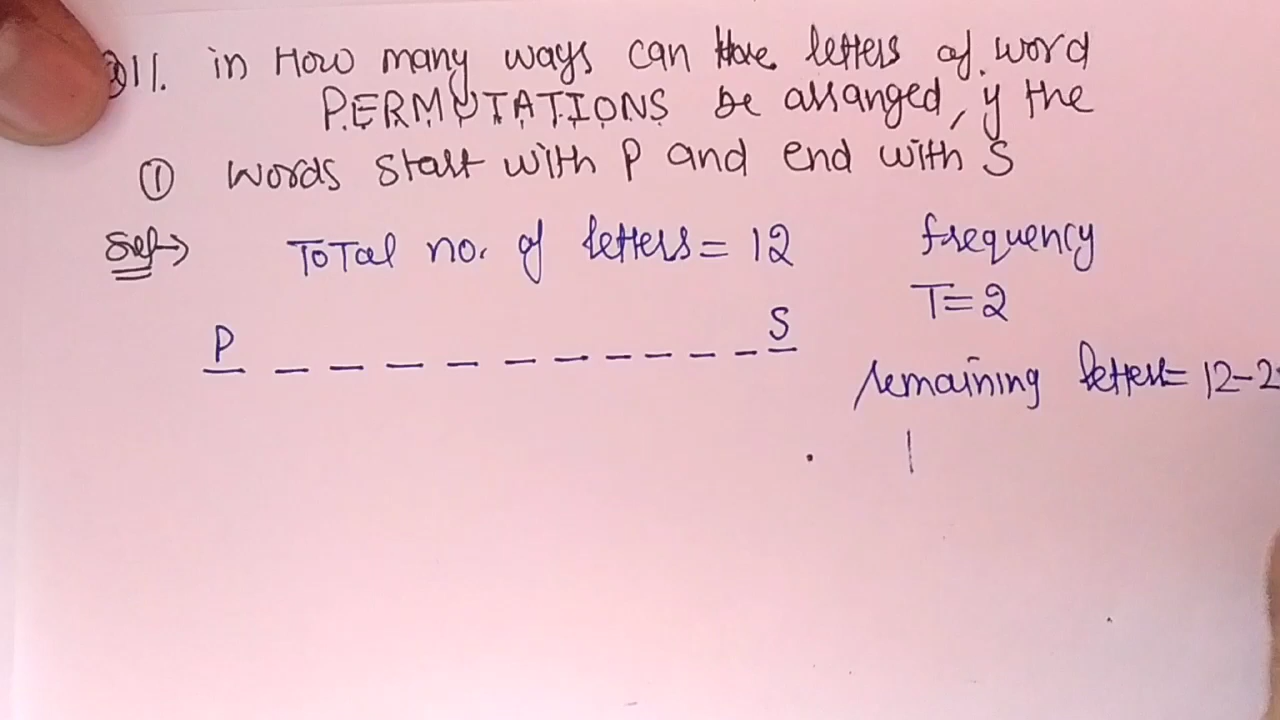 Q11. in How many ways can the letters of word
PERMUTATIONS be arranged, if the
① words start with P and end with S
Sol→ Total no. of letters = 12 frequency
T=2
P _ _ _ _ _ _ _ _ _ _ S
remaining letters = 12-2
1